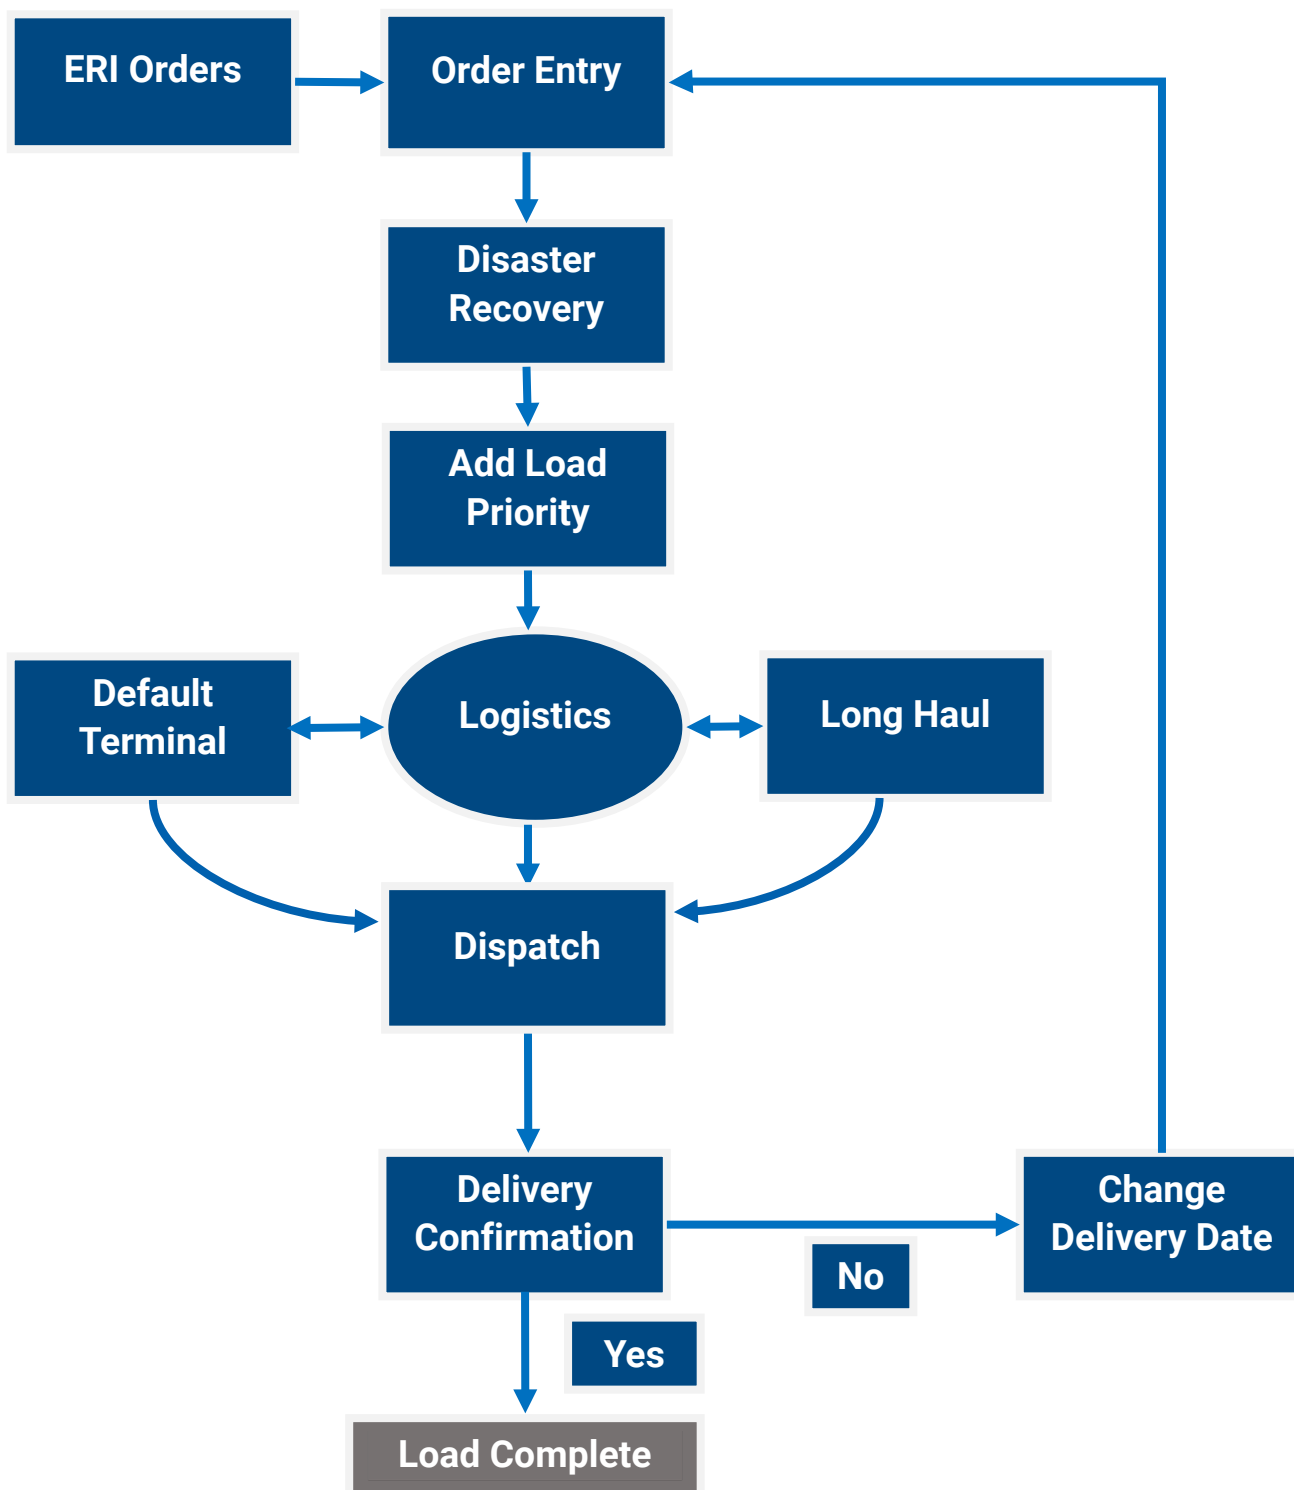 ERI Orders
Order Entry
Disaster
Recovery
Add Load
Priority
Default
Terminal
Logistics
Long Haul
Dispatch
Delivery
Confirmation
Change
Delivery Date
No
Yes
Load Complete